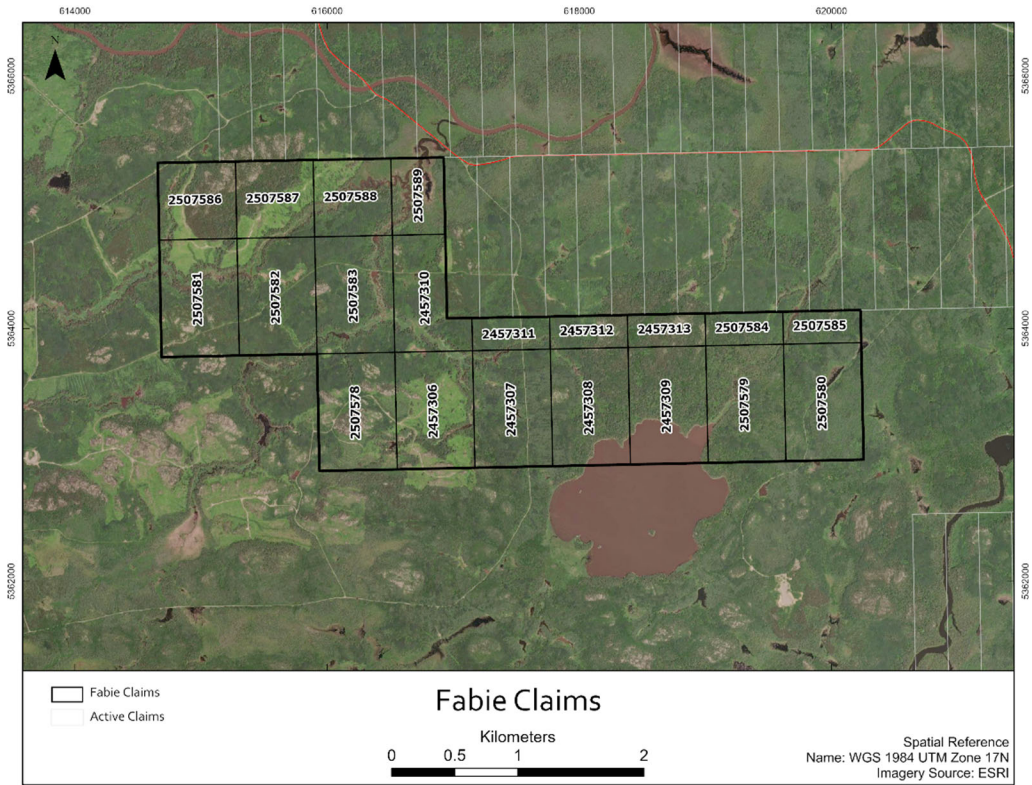 614000 616000 618000 620000
N
5366000 5366000
2507586 2507587 2507588 2507589
2507581 2507582 2507583 2457310
5364000 5364000
2457311 2457312 2457313 2507584 2507585
2507578 2457306 2457307 2457308 2457309 2507579 2507580
5362000 5362000
Fabie Claims
Active Claims
Fabie Claims
Kilometers
0 0.5 1 2
Spatial Reference
Name: WGS 1984 UTM Zone 17N
Imagery Source: ESRI